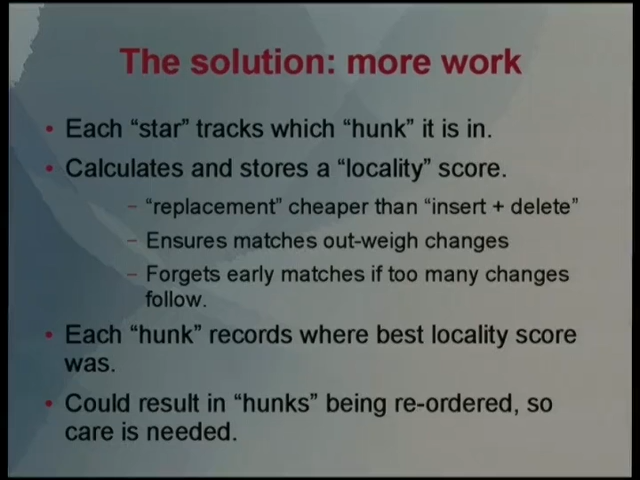 The solution: more work
• Each “star” tracks which “hunk” it is in.
• Calculates and stores a “locality” score.
– “replacement” cheaper than “insert + delete”
– Ensures matches out-weigh changes
– Forgets early matches if too many changes
follow.
• Each “hunk” records where best locality score
was.
• Could result in “hunks” being re-ordered, so
care is needed.